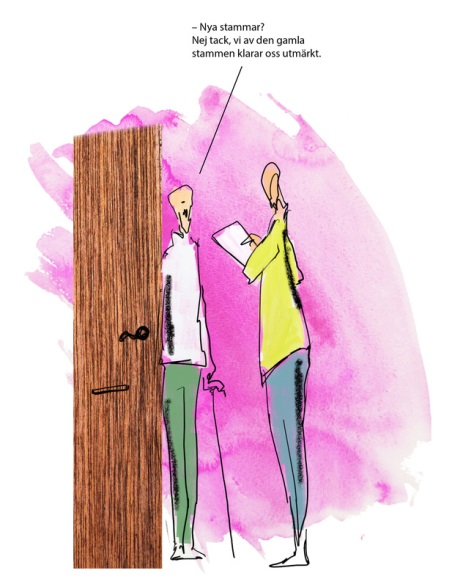 – Nya stammar?
Nej tack, vi av den gamla
stammen klarar oss utmärkt.